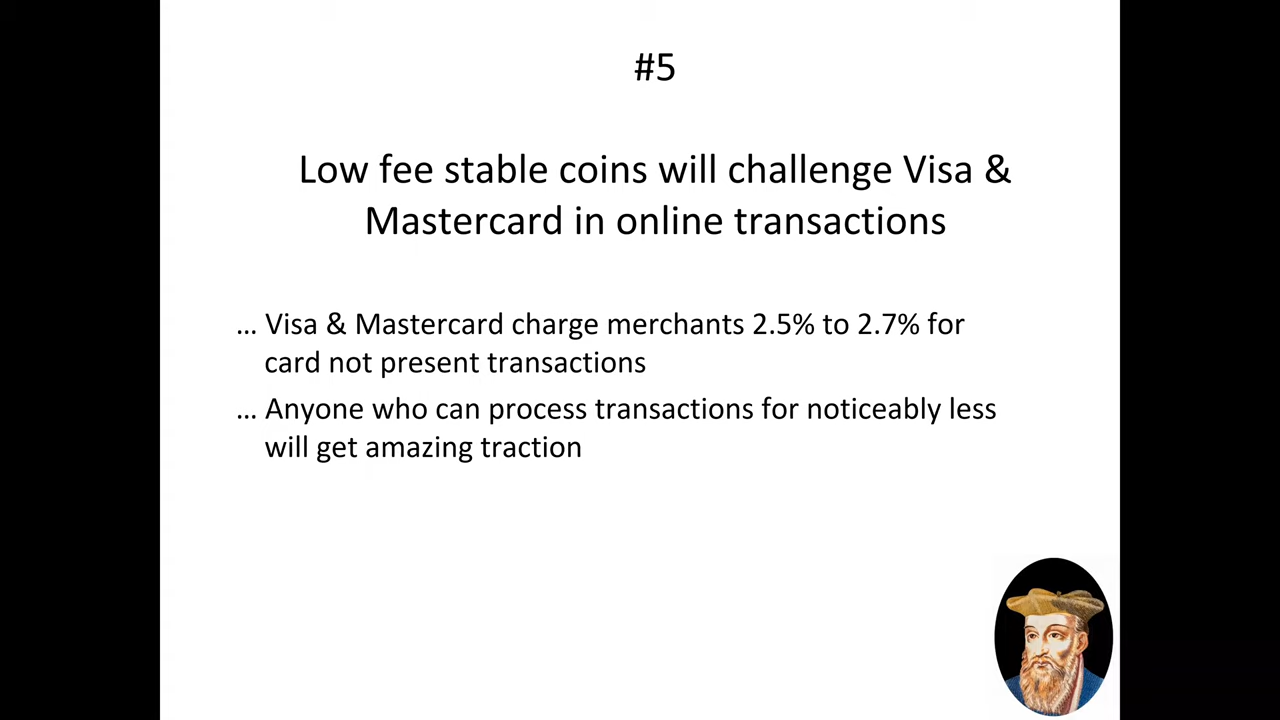 #5
Low fee stable coins will challenge Visa &
Mastercard in online transactions
... Visa & Mastercard charge merchants 2.5% to 2.7% for
card not present transactions
... Anyone who can process transactions for noticeably less
will get amazing traction